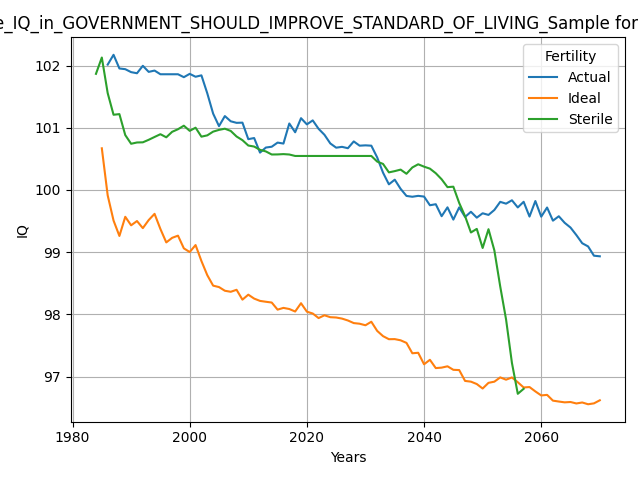 e_IQ_in_GOVERNMENT_SHOULD_IMPROVE_STANDARD_OF_LIVING_Sample for
Fertility
Actual
Ideal
Sterile
102
101
100
99
98
97
IQ
1980
2000
2020
2040
2060
Years